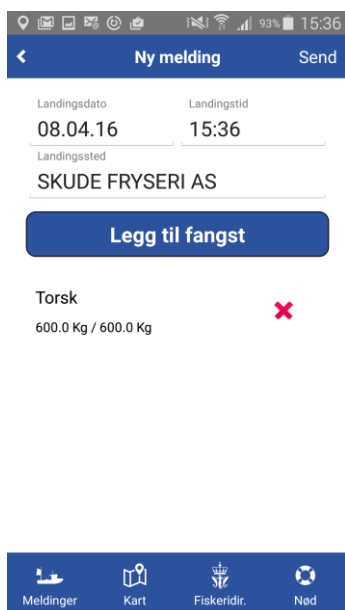 93% 15:36
Ny melding Send
Landingsdato Landingstid
08.04.16 15:36
Landingssted
SKUDE FRYSERI AS
Legg til fangst
Torsk
600.0 Kg / 600.0 Kg
Meldinger Kart Fiskeridir. Nød